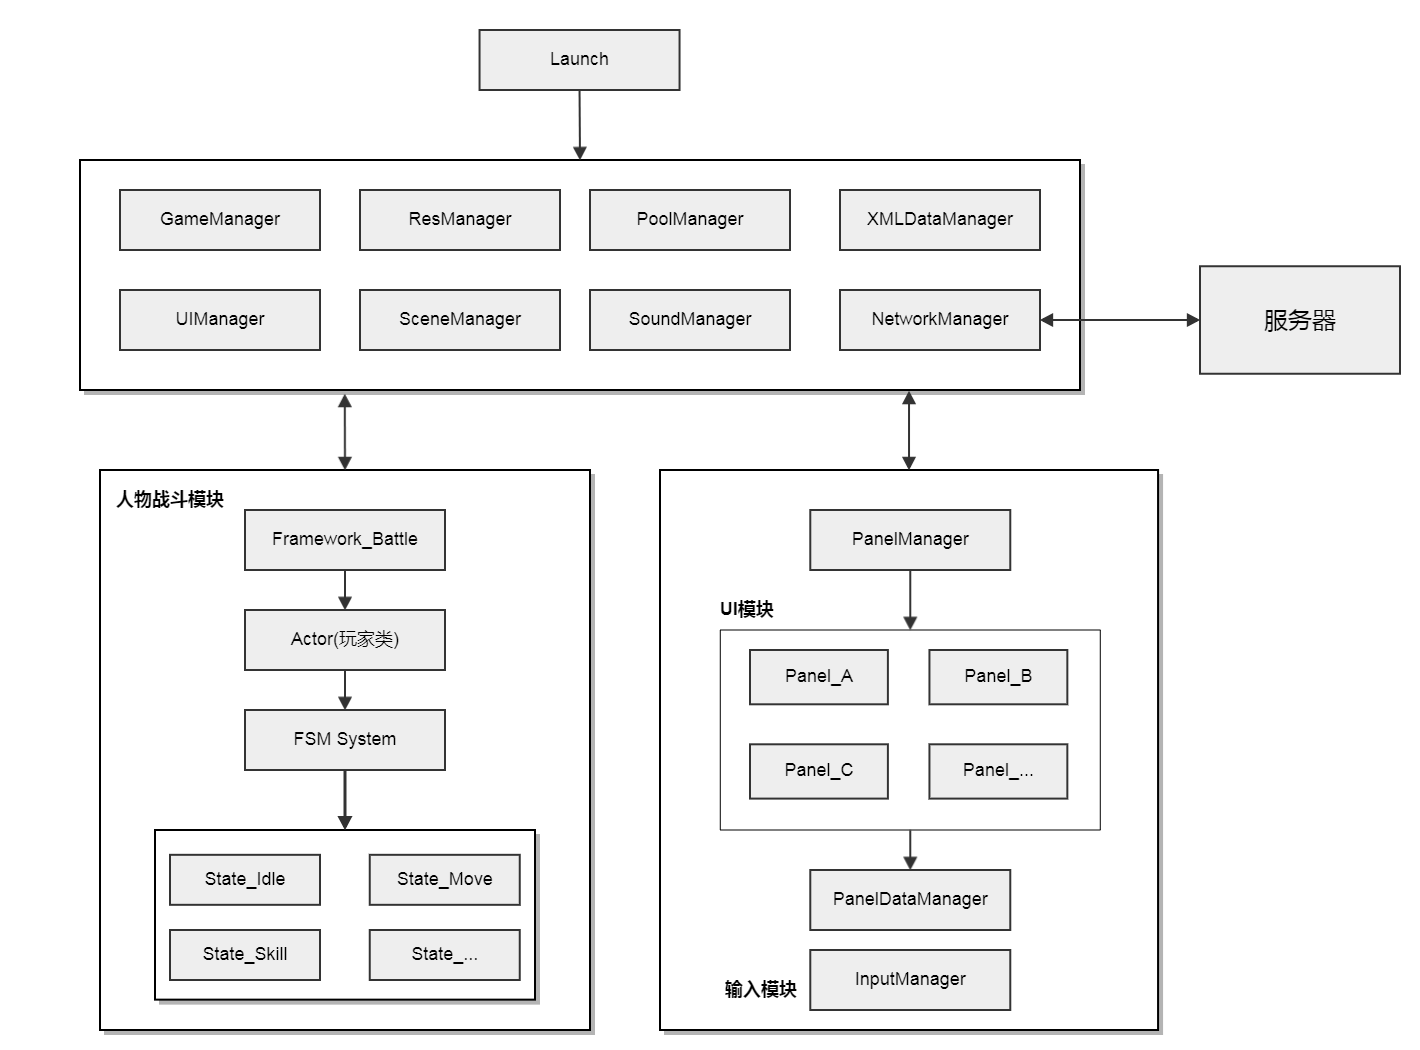 Launch
GameManager
ResManager
PoolManager
XMLDataManager
UIManager
SceneManager
SoundManager
NetworkManager
服务器
人物战斗模块
Framework_Battle
Actor(玩家类)
FSM System
State_Idle
State_Move
State_Skill
State_...
PanelManager
UI模块
Panel_A
Panel_B
Panel_C
Panel_...
PanelDataManager
输入模块
InputManager